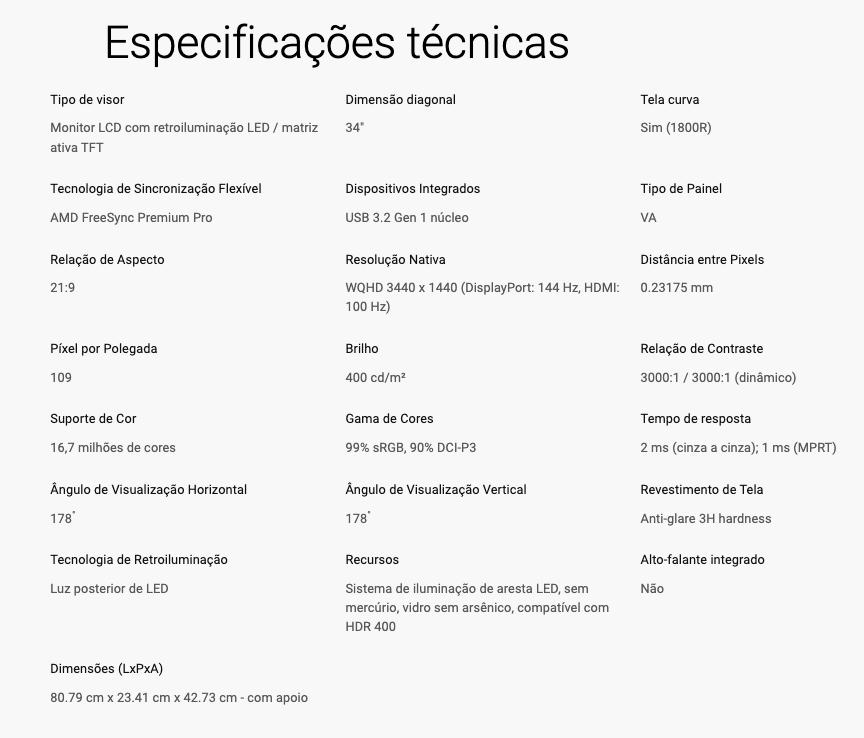 Especificações técnicas
Tipo de visor
Monitor LCD com retroiluminação LED / matriz
ativa TFT
Dimensão diagonal
34"
Tela curva
Sim (1800R)
Tecnologia de Sincronização Flexível
AMD FreeSync Premium Pro
Dispositivos Integrados
USB 3.2 Gen 1 núcleo
Tipo de Painel
VA
Relação de Aspecto
21:9
Resolução Nativa
WQHD 3440 x 1440 (DisplayPort: 144 Hz, HDMI:
100 Hz)
Distância entre Pixels
0.23175 mm
Píxel por Polegada
109
Brilho
400 cd/m²
Relação de Contraste
3000:1 / 3000:1 (dinâmico)
Suporte de Cor
16,7 milhões de cores
Gama de Cores
99% sRGB, 90% DCI-P3
Tempo de resposta
2 ms (cinza a cinza); 1 ms (MPRT)
Ângulo de Visualização Horizontal
178˚
Ângulo de Visualização Vertical
178˚
Revestimento de Tela
Anti-glare 3H hardness
Tecnologia de Retroiluminação
Luz posterior de LED
Recursos
Sistema de iluminação de aresta LED, sem
mercúrio, vidro sem arsênico, compatível com
HDR 400
Alto-falante integrado
Não
Dimensões (LxPxA)
80.79 cm x 23.41 cm x 42.73 cm - com apoio